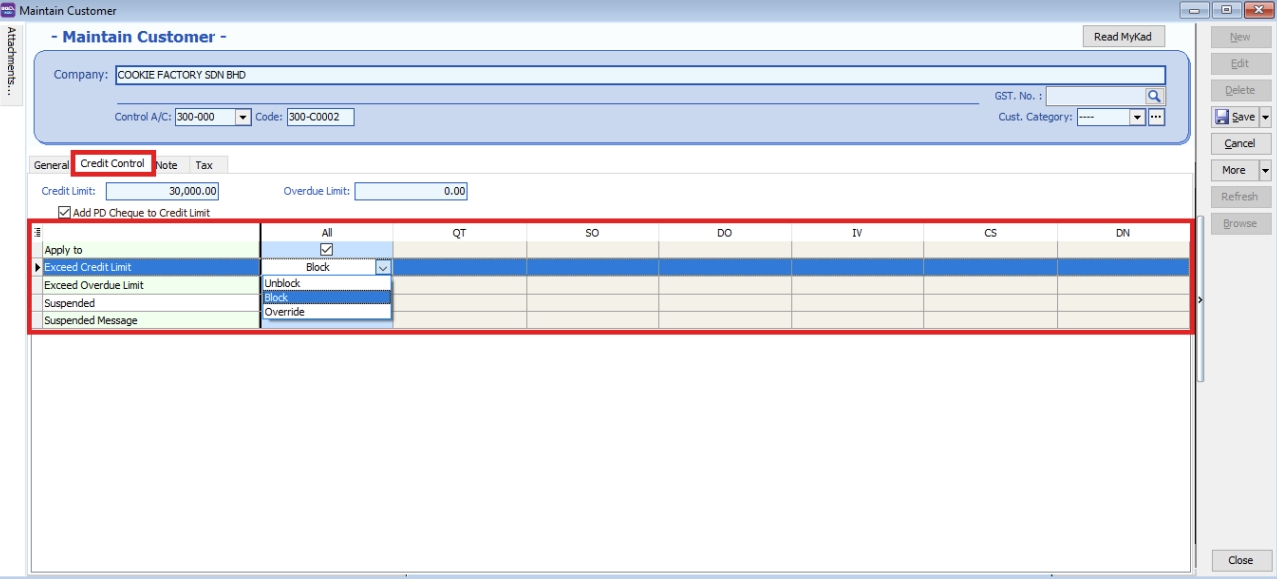 Maintain Customer
Attachments...
- Maintain Customer -
Read MyKad
Company: COOKIE FACTORY SDN BHD
GST. No. :
Control A/C: 300-000 Code: 300-C0002 Cust. Category: ----
General Credit Control Note Tax
Credit Limit: 30,000.00 Overdue Limit: 0.00
Add PD Cheque to Credit Limit
All QT SO DO IV CS DN
Apply to
Exceed Credit Limit Block
Exceed Overdue Limit
Suspended
Suspended Message
Unblock
Block
Override
New
Edit
Delete
Save
Cancel
More
Refresh
Browse
Close